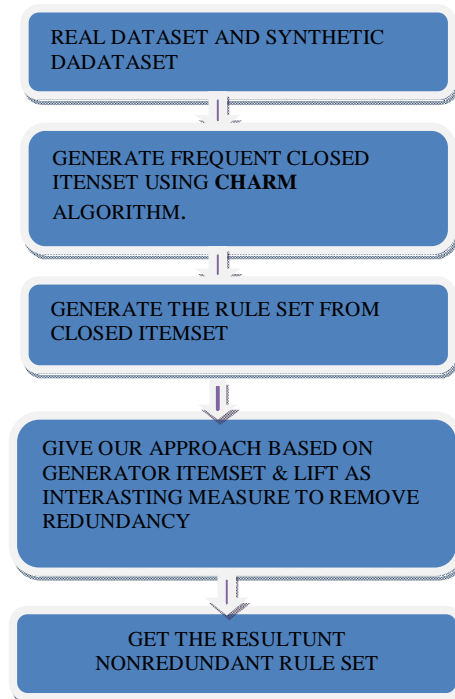 REAL DATASET AND SYNTHETIC
DADATASET
GENERATE FREQUENT CLOSED
ITENSET USING CHARM
ALGORITHM.
GENERATE THE RULE SET FROM
CLOSED ITEMSET
GIVE OUR APPROACH BASED ON
GENERATOR ITEMSET & LIFT AS
INTERASTING MEASURE TO REMOVE
REDUNDANCY
GET THE RESULTUNT
NONREDUNDANT RULE SET